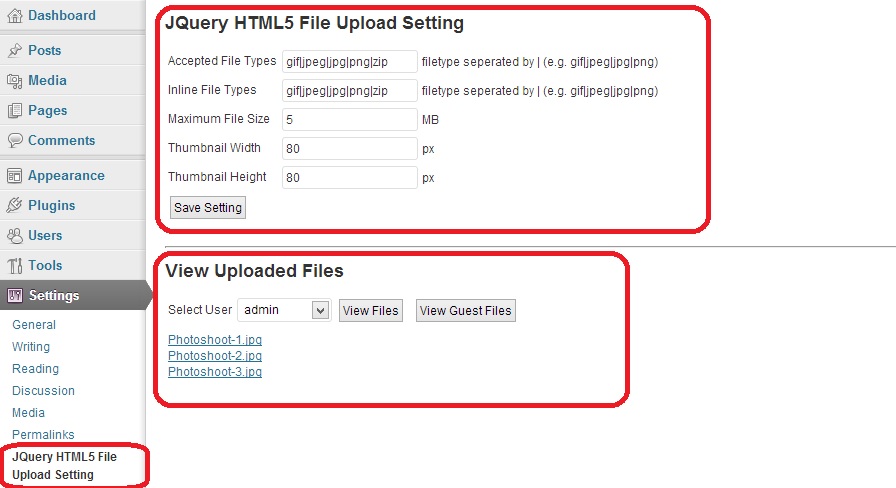 Dashboard
Posts
Media
Pages
Comments
Appearance
Plugins
Users
Tools
Settings
General
Writing
Reading
Discussion
Media
Permalinks
JQuery HTML5 File
Upload Setting
JQuery HTML5 File Upload Setting
Accepted File Types gif|jpeg|jpg|png|zip filetype seperated by | (e.g. gif|jpeg|jpg|png)
Inline File Types gif|jpeg|jpg|png|zip filetype seperated by | (e.g. gif|jpeg|jpg|png)
Maximum File Size 5 MB
Thumbnail Width 80 px
Thumbnail Height 80 px
Save Setting
View Uploaded Files
Select User admin View Files View Guest Files
Photoshoot-1.jpg
Photoshoot-2.jpg
Photoshoot-3.jpg